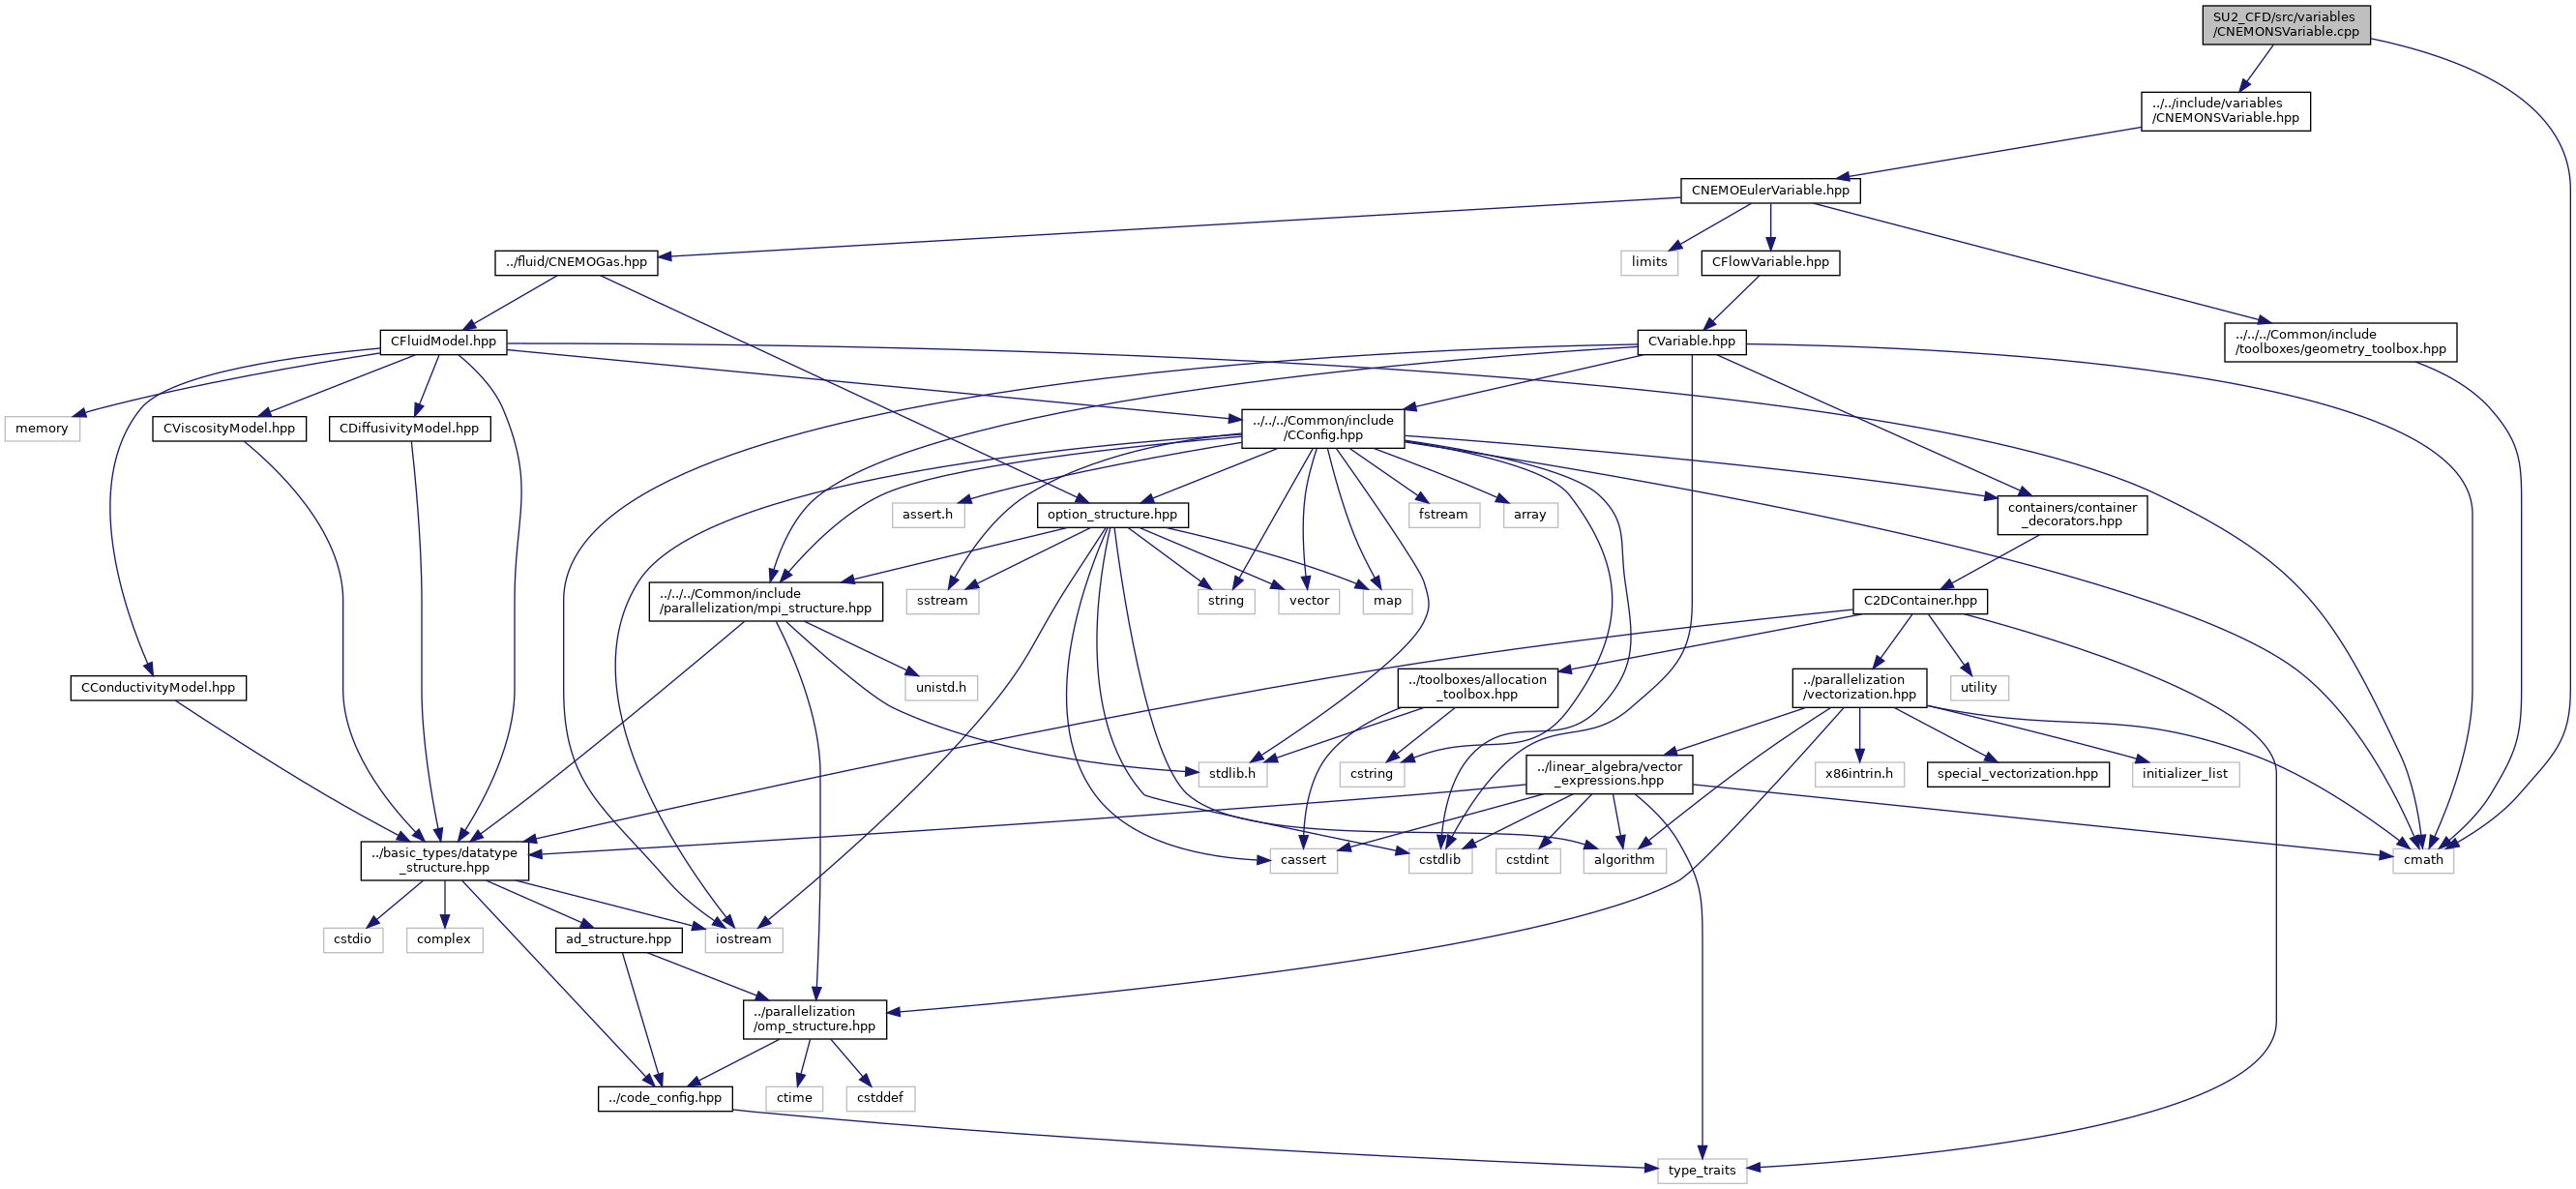 SU2_CFD/src/variables
/CNEMONSVariable.cpp
../../include/variables
/CNEMONSVariable.hpp
CNEMOEulerVariable.hpp
../fluid/CNEMOGas.hpp
limits
CFlowVariable.hpp
CFluidModel.hpp
CVariable.hpp
../../../Common/include
/toolboxes/geometry_toolbox.hpp
memory
CViscosityModel.hpp
CDiffusivityModel.hpp
../../../Common/include
/CConfig.hpp
assert.h
option_structure.hpp
fstream
array
containers/container
_decorators.hpp
../../../Common/include
/parallelization/mpi_structure.hpp
sstream
string
vector
map
C2DContainer.hpp
CConductivityModel.hpp
unistd.h
../toolboxes/allocation
_toolbox.hpp
../parallelization
/vectorization.hpp
utility
stdlib.h
cstring
../linear_algebra/vector
_expressions.hpp
x86intrin.h
special_vectorization.hpp
initializer_list
../basic_types/datatype
_structure.hpp
cassert
cstdlib
cstdint
algorithm
cmath
cstdio
complex
ad_structure.hpp
iostream
../parallelization
/omp_structure.hpp
../code_config.hpp
ctime
cstddef
type_traits